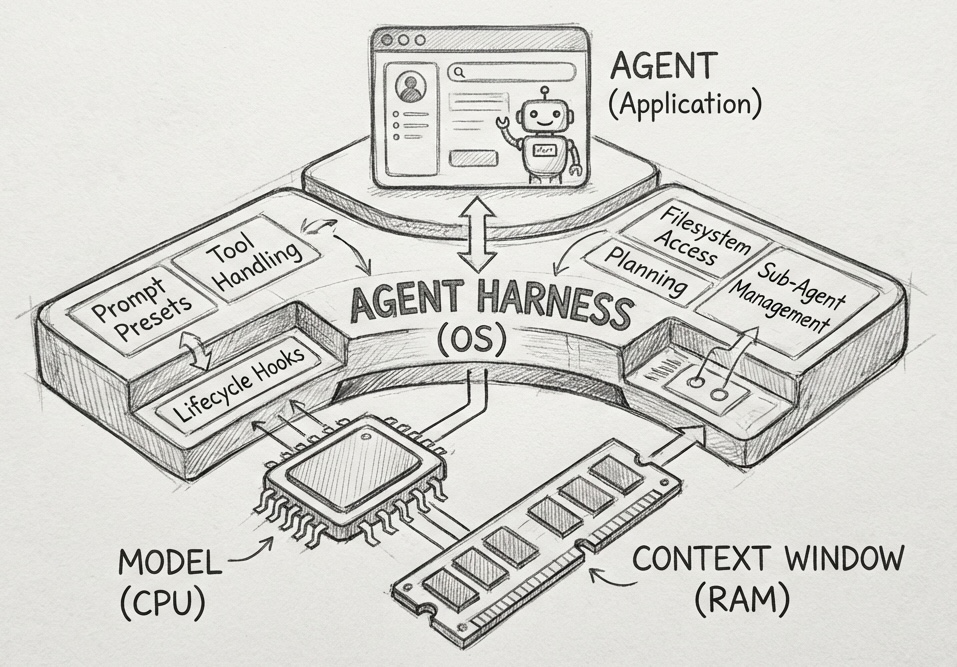 AGENT
(Application)
Filesystem
Access
Tool
Handling
Planning
Sub-Agent
Management
Prompt
Presets
AGENT HARNESS
(OS)
Lifecycle Hooks
MODEL
(CPU)
CONTEXT WINDOW
(RAM)